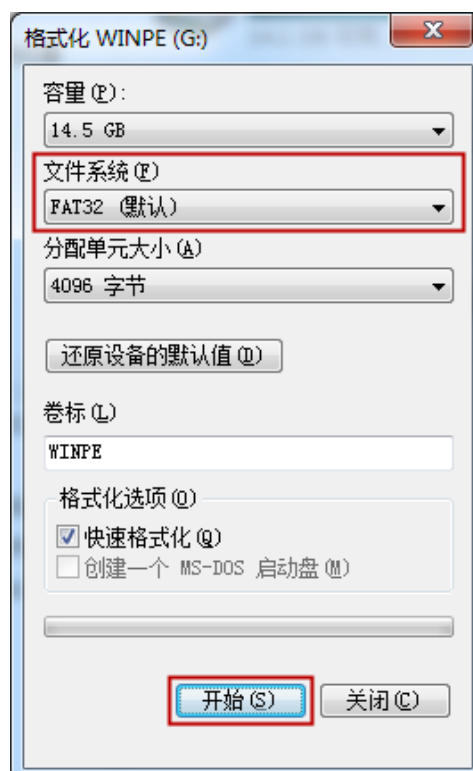 格式化 WINPE (G:)
容量(P):
14.5 GB
文件系统(F)
FAT32 (默认)
分配单元大小(A)
4096 字节
还原设备的默认值(D)
卷标(L)
WINPE
格式化选项(O)
快速格式化(Q)
创建一个 MS-DOS 启动盘(M)
开始(S)
关闭(C)